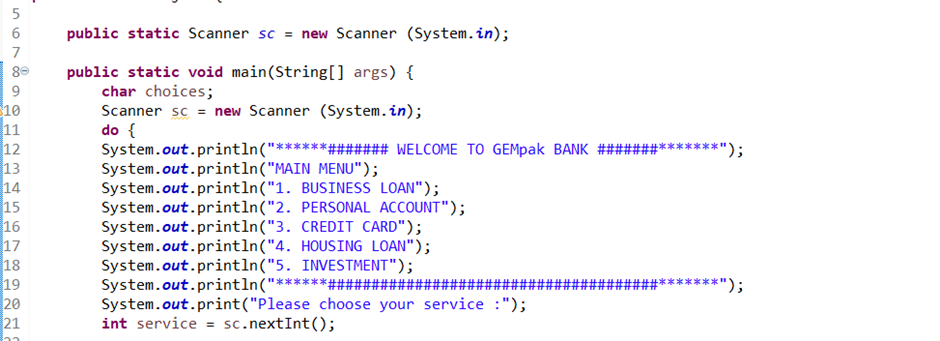 5
6 public static Scanner sc = new Scanner (System.in);
7
8 public static void main(String[] args) {
9 char choices;
10 Scanner sc = new Scanner (System.in);
11 do {
12 System.out.println("******####### WELCOME TO GEMpak BANK #######*******");
13 System.out.println("MAIN MENU");
14 System.out.println("1. BUSINESS LOAN");
15 System.out.println("2. PERSONAL ACCOUNT");
16 System.out.println("3. CREDIT CARD");
17 System.out.println("4. HOUSING LOAN");
18 System.out.println("5. INVESTMENT");
19 System.out.println("******######################################*******");
20 System.out.print("Please choose your service :");
21 int service = sc.nextInt();